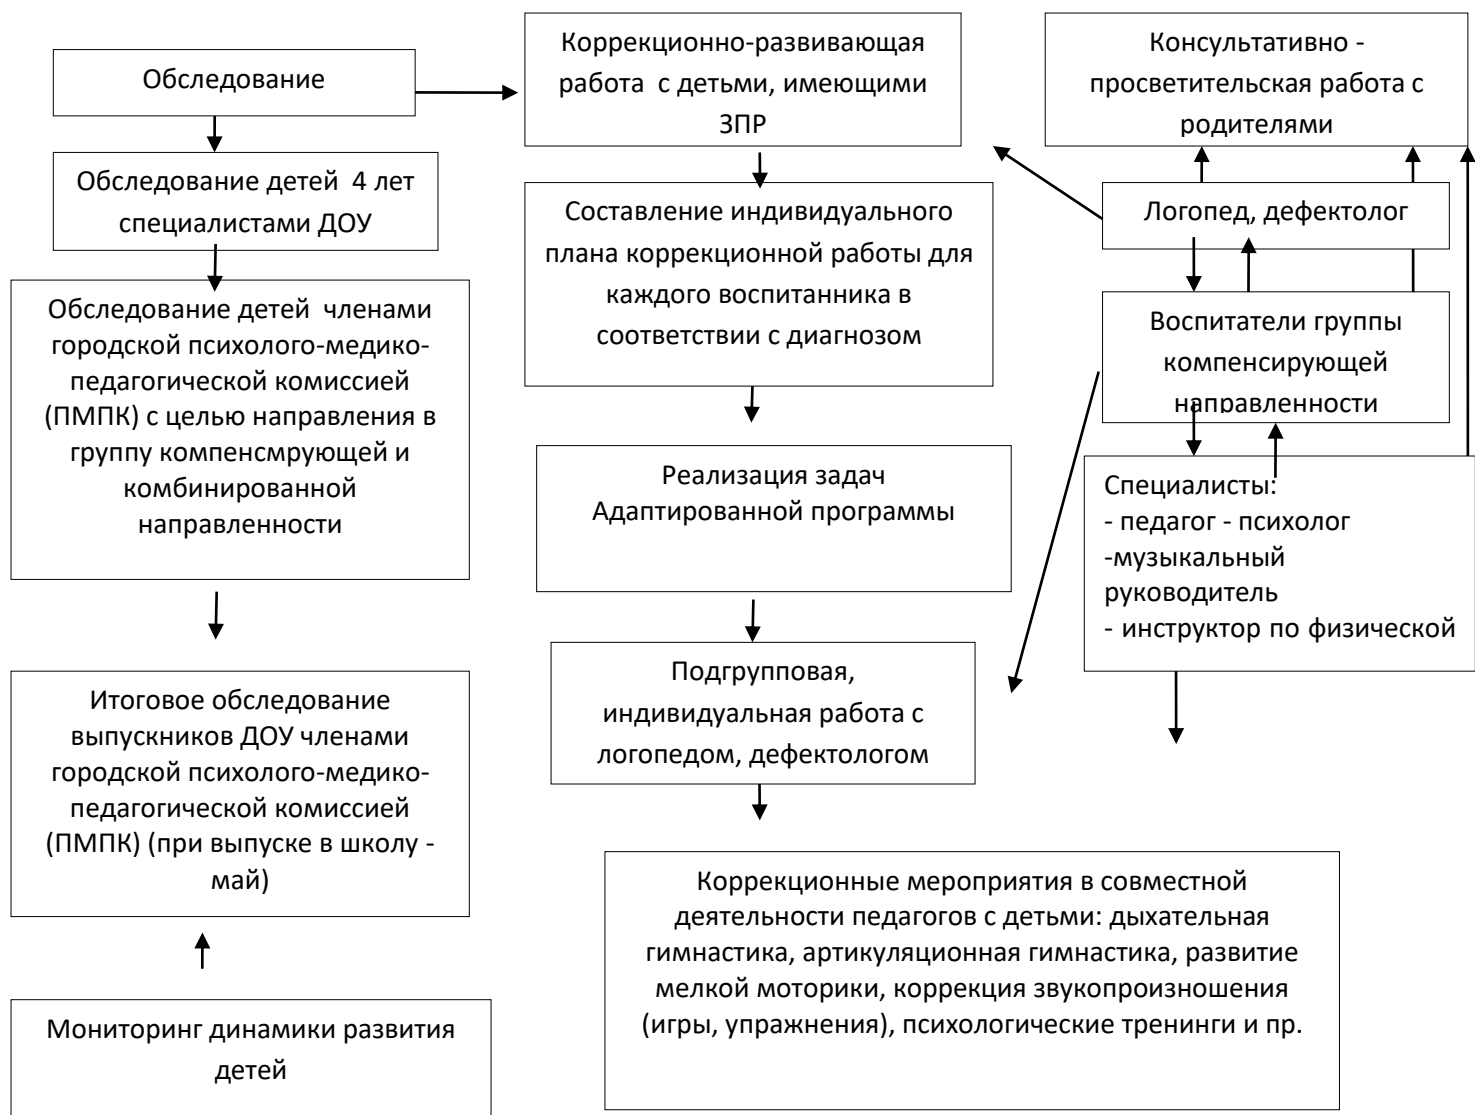 Обследование
Обследование детей 4 лет
специалистами ДОУ
Обследование детей членами
городской психолого-медико-
педагогической комиссией
(ПМПК) с целью направления в
группу компенсмрующей и
комбинированной
направленности
Итоговое обследование
выпускников ДОУ членами
городской психолого-медико-
педагогической комиссией
(ПМПК) (при выпуске в школу -
май)
Мониторинг динамики развития
детей
Коррекционно-развивающая
работа с детьми, имеющими
ЗПР
Составление индивидуального
плана коррекционной работы для
каждого воспитанника в
соответствии с диагнозом
Реализация задач
Адаптированной программы
Подгрупповая,
индивидуальная работа с
логопедом, дефектологом
Коррекционные мероприятия в совместной
деятельности педагогов с детьми: дыхательная
гимнастика, артикуляционная гимнастика, развитие
мелкой моторики, коррекция звукопроизношения
(игры, упражнения), психологические тренинги и пр.
Консультативно -
просветительская работа с
родителями
Логопед, дефектолог
Воспитатели группы
компенсирующей
направленности
Специалисты:
- педагог - психолог
-музыкальный
руководитель
- инструктор по физической